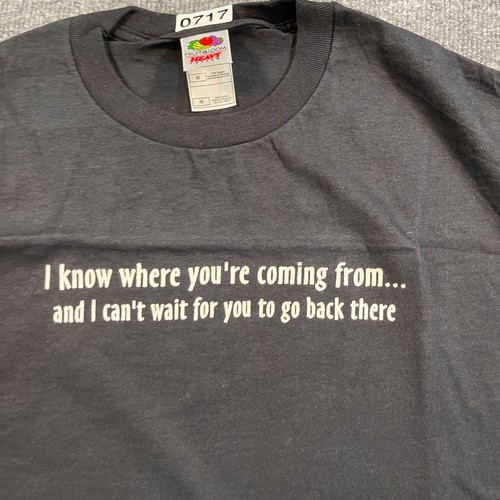 0717
FRUIT OF THE LOOM
HEAVY
M
M
I know where you're coming from...
and I can't wait for you to go back there